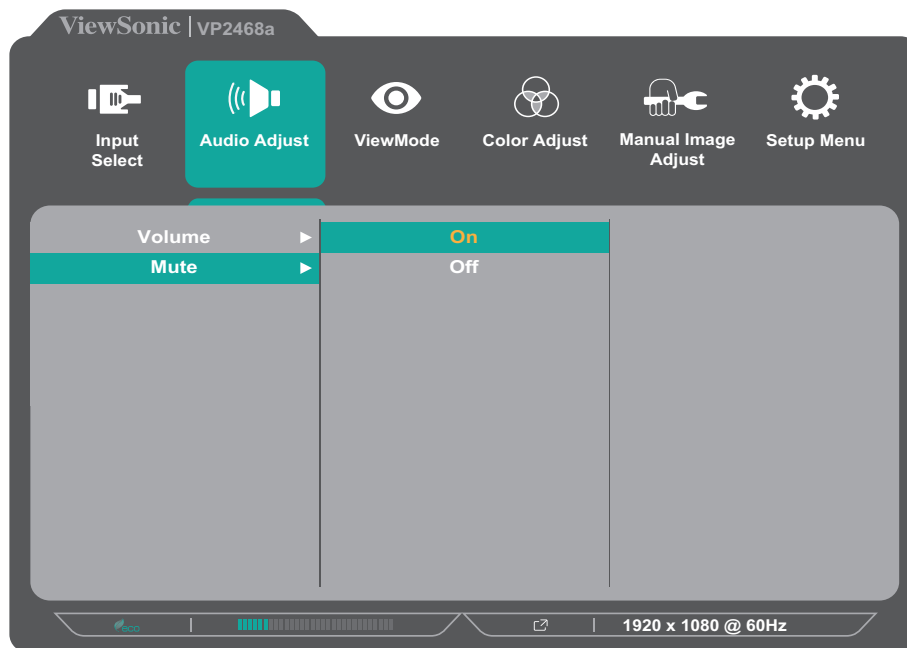 ViewSonic | VP2468a
Input
Select
Audio Adjust
ViewMode
Color Adjust
Manual Image
Adjust
Setup Menu
Volume
Mute
On
Off
eco
1920 x 1080 @ 60Hz